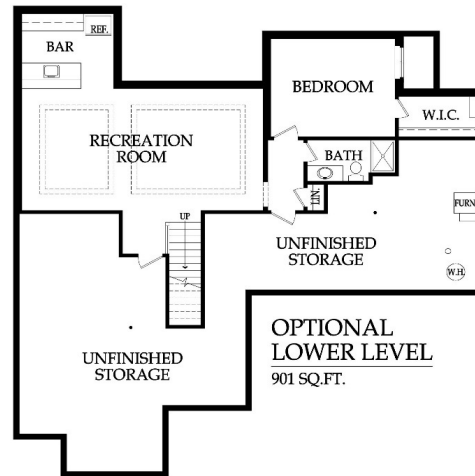 REF.
BAR
BEDROOM
W.I.C.
RECREATION
ROOM
BATH
LIN.
UP
FURN
UNFINISHED
STORAGE
W.H.
OPTIONAL
LOWER LEVEL
901 SQ.FT.
UNFINISHED
STORAGE